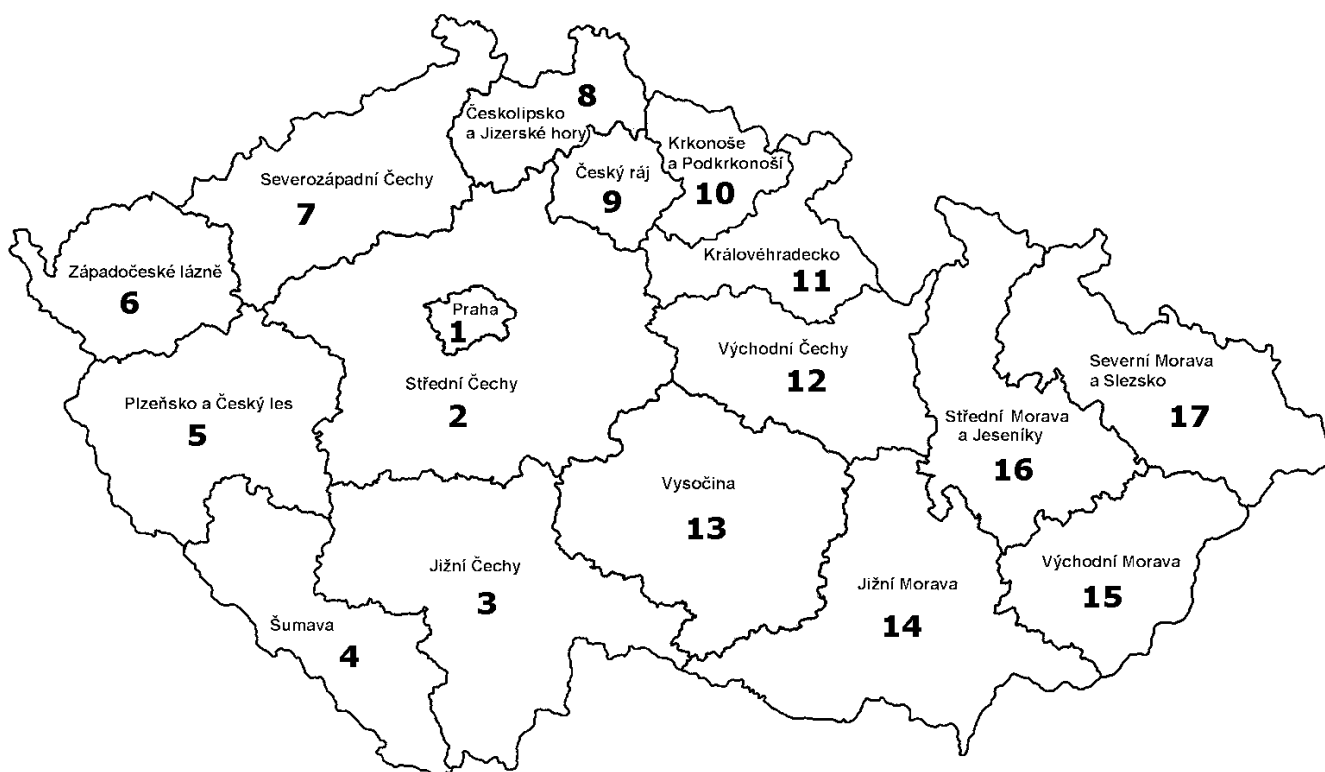 8
Českolipsko
a Jizerské hory
Krkonoše
a Podkrkonoší
10
Český ráj
9
Severozápadní Čechy
7
Západočeské lázně
6
Královéhradecko
11
Praha
1
Východní Čechy
12
Střední Čechy
2
Severní Morava
a Slezsko
17
Plzeňsko a Český les
5
Střední Morava
a Jeseníky
16
Vysočina
13
Jižní Čechy
3
Východní Morava
15
Jižní Morava
14
Šumava
4